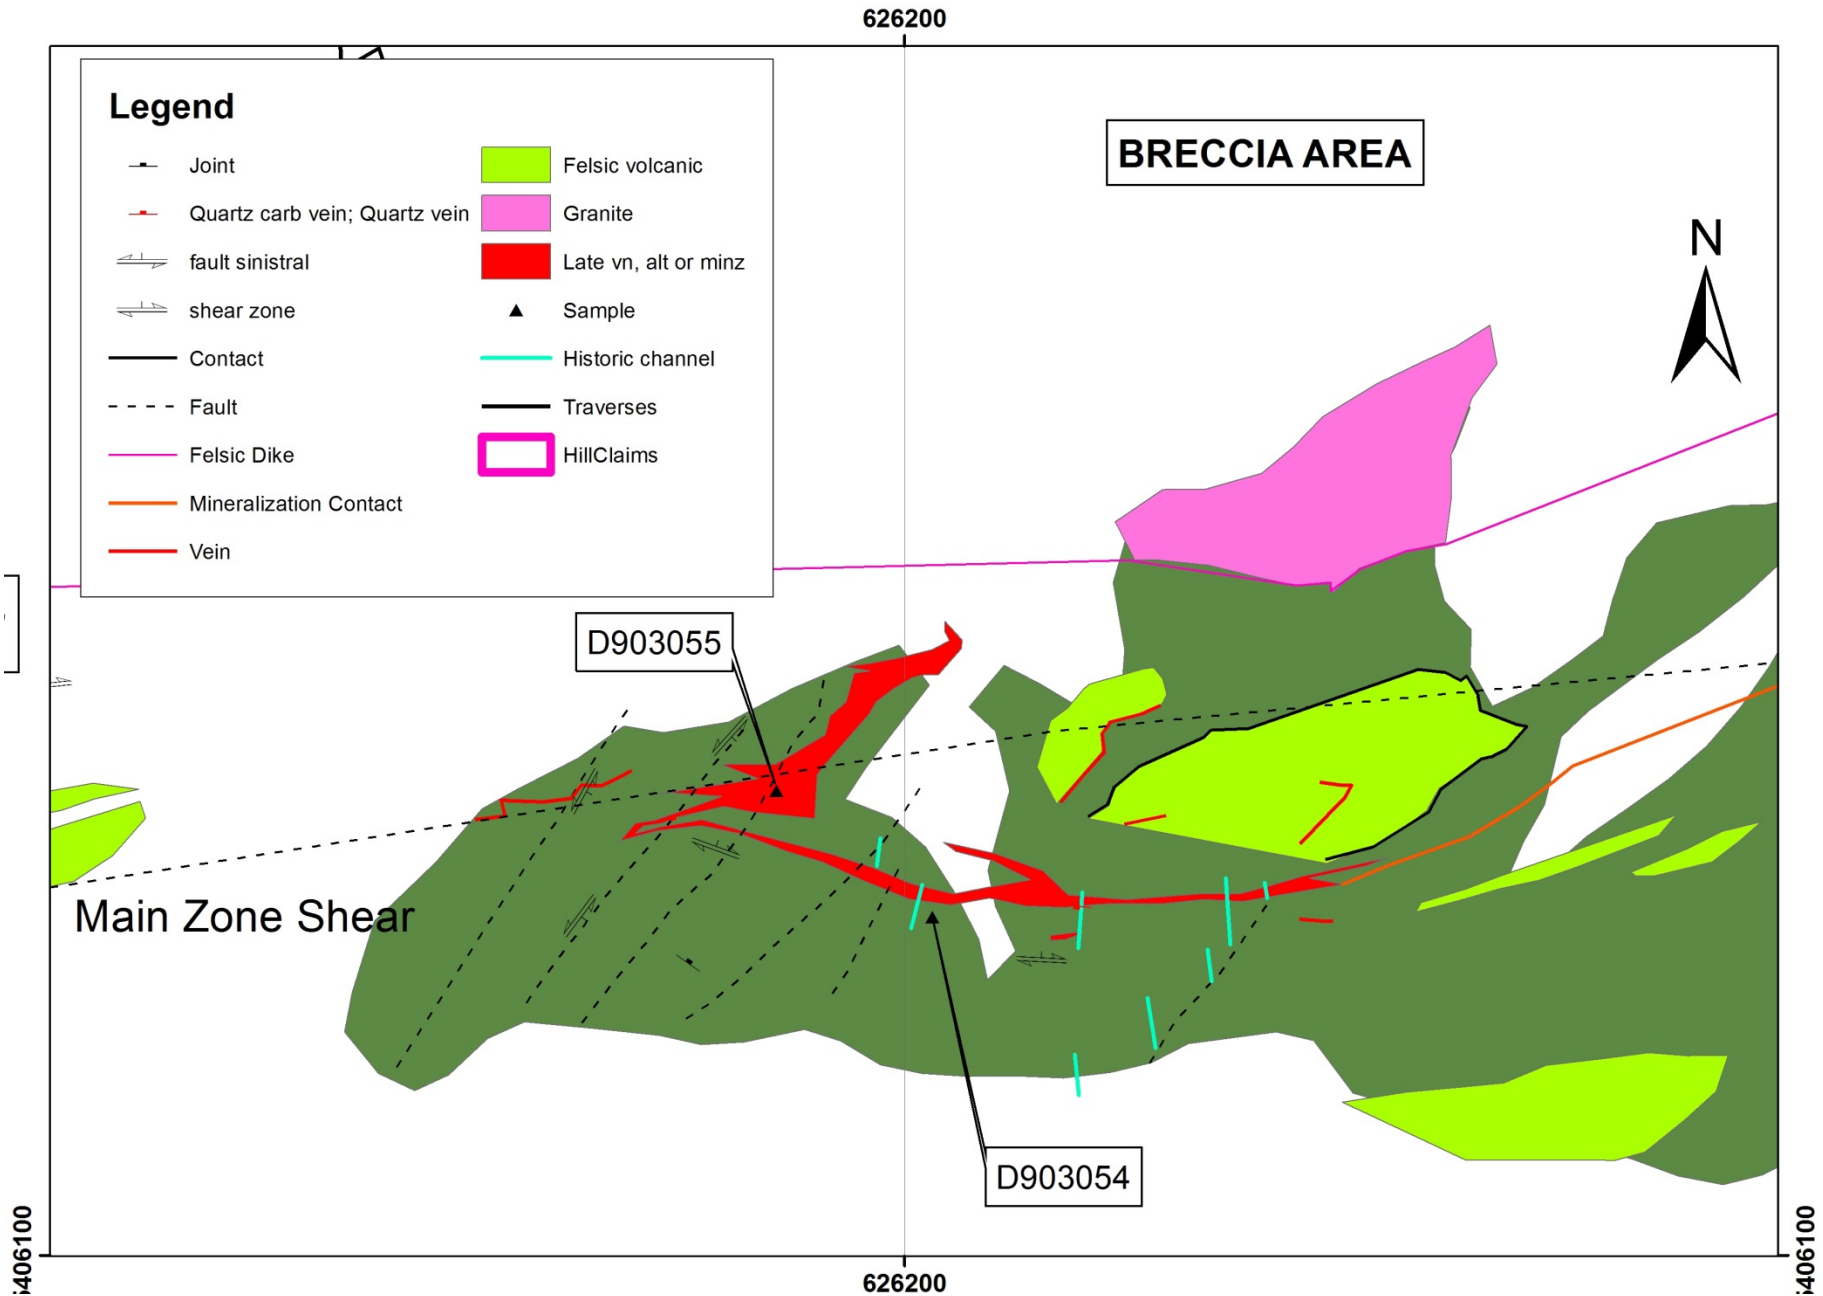 626200
Legend
Joint
Quartz carb vein; Quartz vein
fault sinistral
shear zone
Contact
Fault
Felsic Dike
Mineralization Contact
Vein
Felsic volcanic
Granite
Late vn, alt or minz
Sample
Historic channel
Traverses
HillClaims
BRECCIA AREA
N
D903055
Main Zone Shear
D903054
5406100
5406100
626200